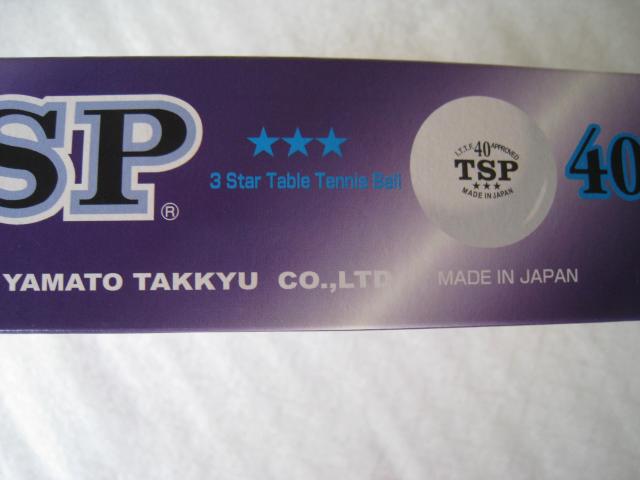 SP®
★★★
3 Star Table Tennis Ball
I.T.T.F. 40 APPROVED
TSP
★★★
MADE IN JAPAN
40
YAMATO TAKKYU CO.,LTD
MADE IN JAPAN